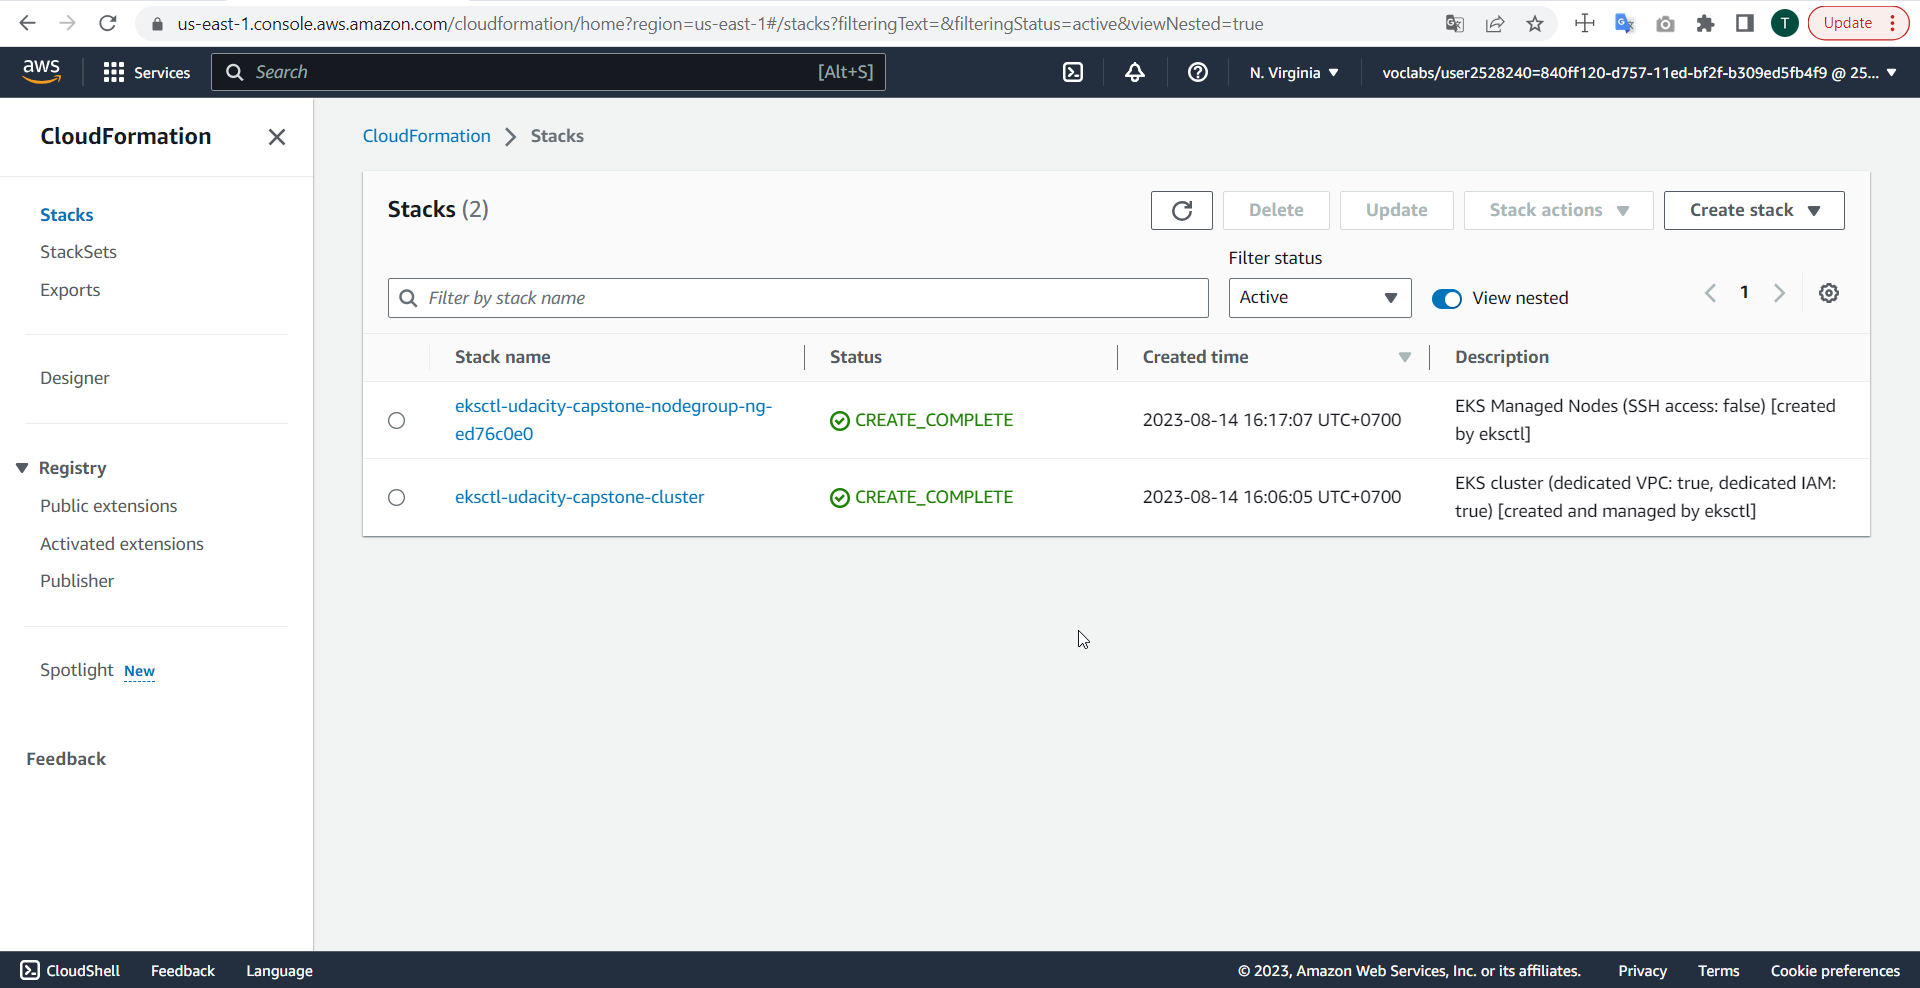 us-east-1.console.aws.amazon.com/cloudformation/home?region=us-east-1#/stacks?filteringText=&filteringStatus=active&viewNested=true
T
Update
aws
Services
Search
[Alt+S]
N. Virginia
voclabs/user2528240=840ff120-d757-11ed-bf2f-b309ed5fb4f9 @ 25...
CloudFormation
Stacks
StackSets
Exports
Designer
Registry
Public extensions
Activated extensions
Publisher
Spotlight New
Feedback
CloudFormation
Stacks
Stacks (2)
Delete
Update
Stack actions
Create stack
Filter status
Filter by stack name
Active
View nested
1
Stack name
Status
Created time
Description
eksctl-udacity-capstone-nodegroup-ng-
ed76c0e0
CREATE_COMPLETE
2023-08-14 16:17:07 UTC+0700
EKS Managed Nodes (SSH access: false) [created
by eksctl]
eksctl-udacity-capstone-cluster
CREATE_COMPLETE
2023-08-14 16:06:05 UTC+0700
EKS cluster (dedicated VPC: true, dedicated IAM:
true) [created and managed by eksctl]
CloudShell
Feedback
Language
© 2023, Amazon Web Services, Inc. or its affiliates.
Privacy
Terms
Cookie preferences